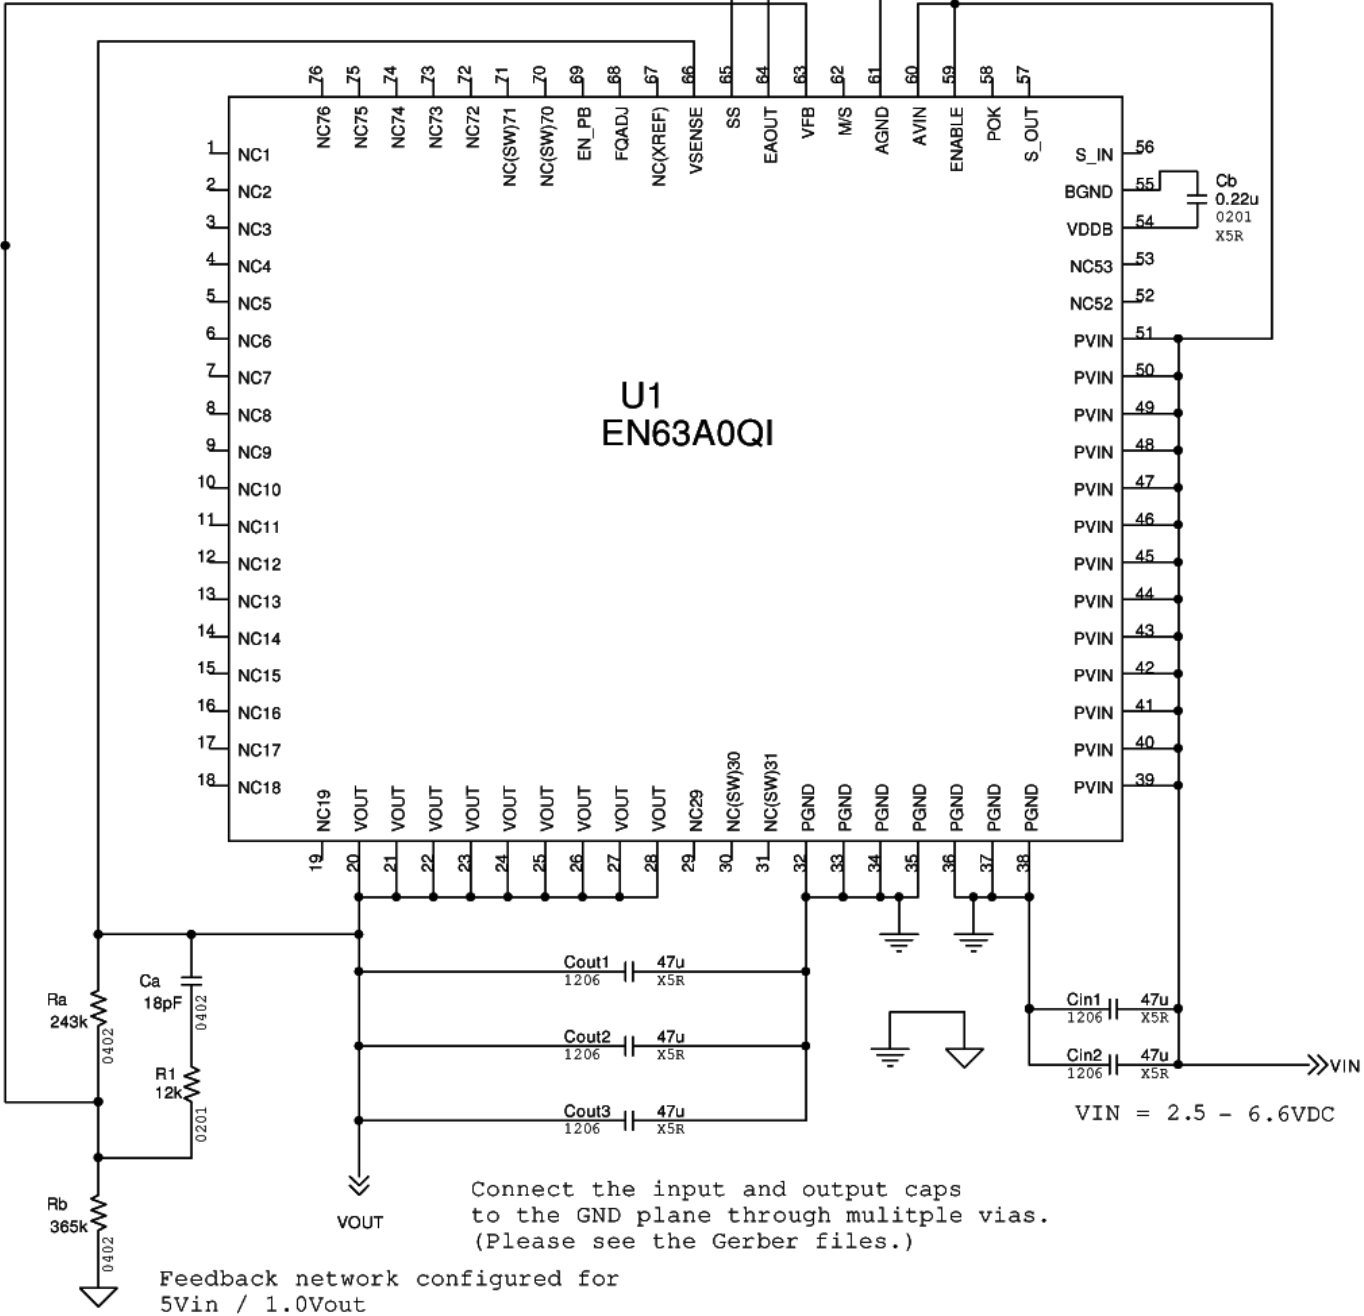 76 75 74 73 72 71 70 69 68 67 66 65 64 63 62 61 60 59 58 57
NC76 NC75 NC74 NC73 NC72 NC(SW)71 NC(SW)70 EN_PB FQADJ NC(XREF) VSENSE SS EAOUT VFB M/S AGND AVIN ENABLE POK S_OUT
1 NC1
2 NC2
3 NC3
4 NC4
5 NC5
6 NC6
7 NC7
8 NC8
9 NC9
10 NC10
11 NC11
12 NC12
13 NC13
14 NC14
15 NC15
16 NC16
17 NC17
18 NC18
U1
EN63A0QI
S_IN 56
BGND 55
VDDB 54
NC53 53
NC52 52
PVIN 51
PVIN 50
PVIN 49
PVIN 48
PVIN 47
PVIN 46
PVIN 45
PVIN 44
PVIN 43
PVIN 42
PVIN 41
PVIN 40
PVIN 39
Cb
0.22u
0201
X5R
NC19 VOUT VOUT VOUT VOUT VOUT VOUT VOUT VOUT VOUT NC29 NC(SW)30 NC(SW)31 PGND PGND PGND PGND PGND PGND PGND
19 20 21 22 23 24 25 26 27 28 29 30 31 32 33 34 35 36 37 38
Ra
243k
0402
Ca
18pF
0402
R1
12k
0201
Rb
365k
0402
Cout1 47u
1206 X5R
Cout2 47u
1206 X5R
Cout3 47u
1206 X5R
Cin1 47u
1206 X5R
Cin2 47u
1206 X5R
VIN
VIN = 2.5 - 6.6VDC
VOUT
Connect the input and output caps
to the GND plane through mulitple vias.
(Please see the Gerber files.)
Feedback network configured for
5Vin / 1.0Vout